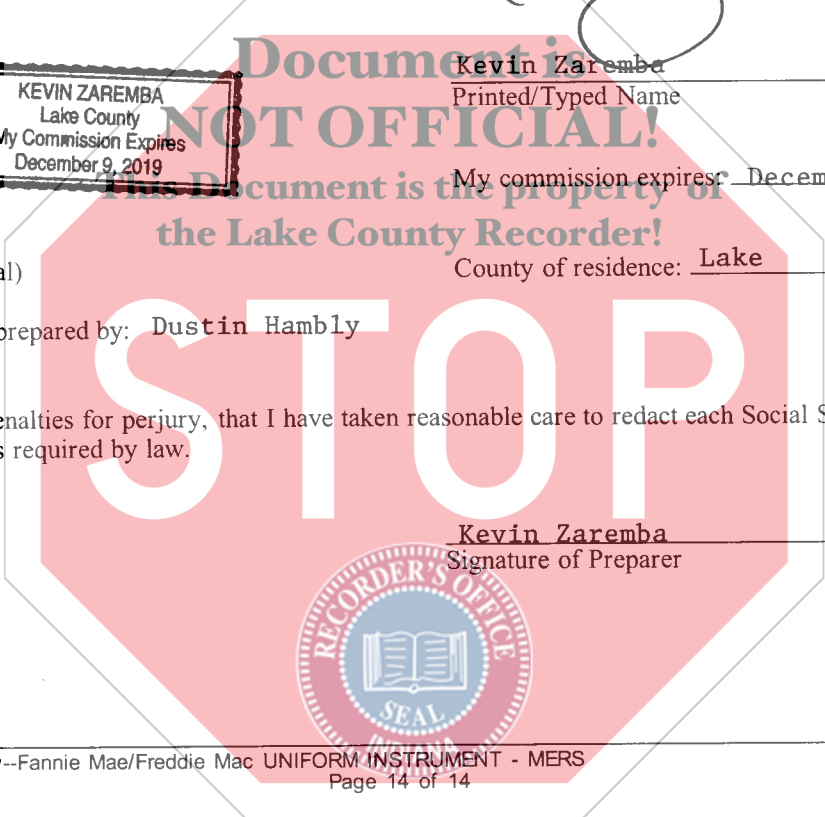 Document is
Kevin Zaremba
KEVIN ZAREMBA
Printed/Typed Name
Lake County
NOT OFFICIAL!
My Commission Expires
December 9, 2019
This Document is the property of
My commission expires: Decem
the Lake County Recorder!
al)
County of residence: Lake
prepared by: Dustin Hambly
STOP
enalties for perjury, that I have taken reasonable care to redact each Social S
s required by law.
Kevin Zaremba
Signature of Preparer
RECORDER'S OFFICE
SEAL
INDIANA
--Fannie Mae/Freddie Mac UNIFORM INSTRUMENT - MERS
Page 14 of 14